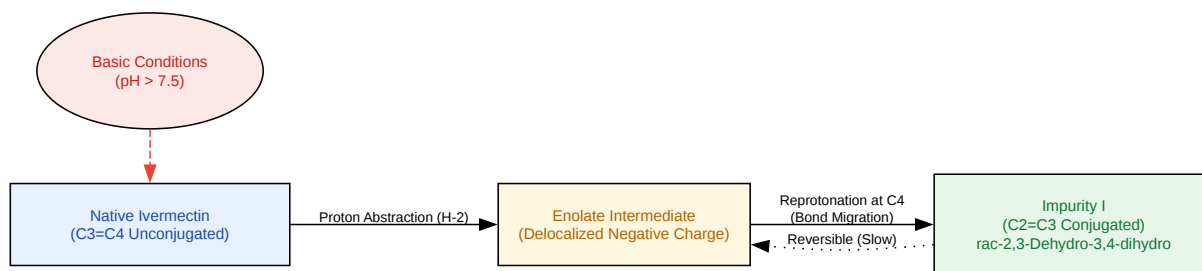 Basic Conditions
(pH > 7.5)
Native Ivermectin
(C3=C4 Unconjugated)
Proton Abstraction (H-2)
Enolate Intermediate
(Delocalized Negative Charge)
Reprotonation at C4
(Bond Migration)
Reversible (Slow)
Impurity I
(C2=C3 Conjugated)
rac-2,3-Dehydro-3,4-dihydro